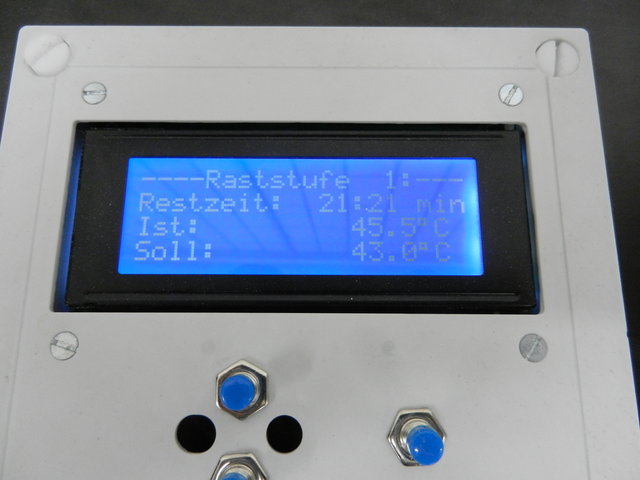 ----Raststufe 1:----
Restzeit: 21:21 min
Ist: 45.5°C
Soll: 43.0°C